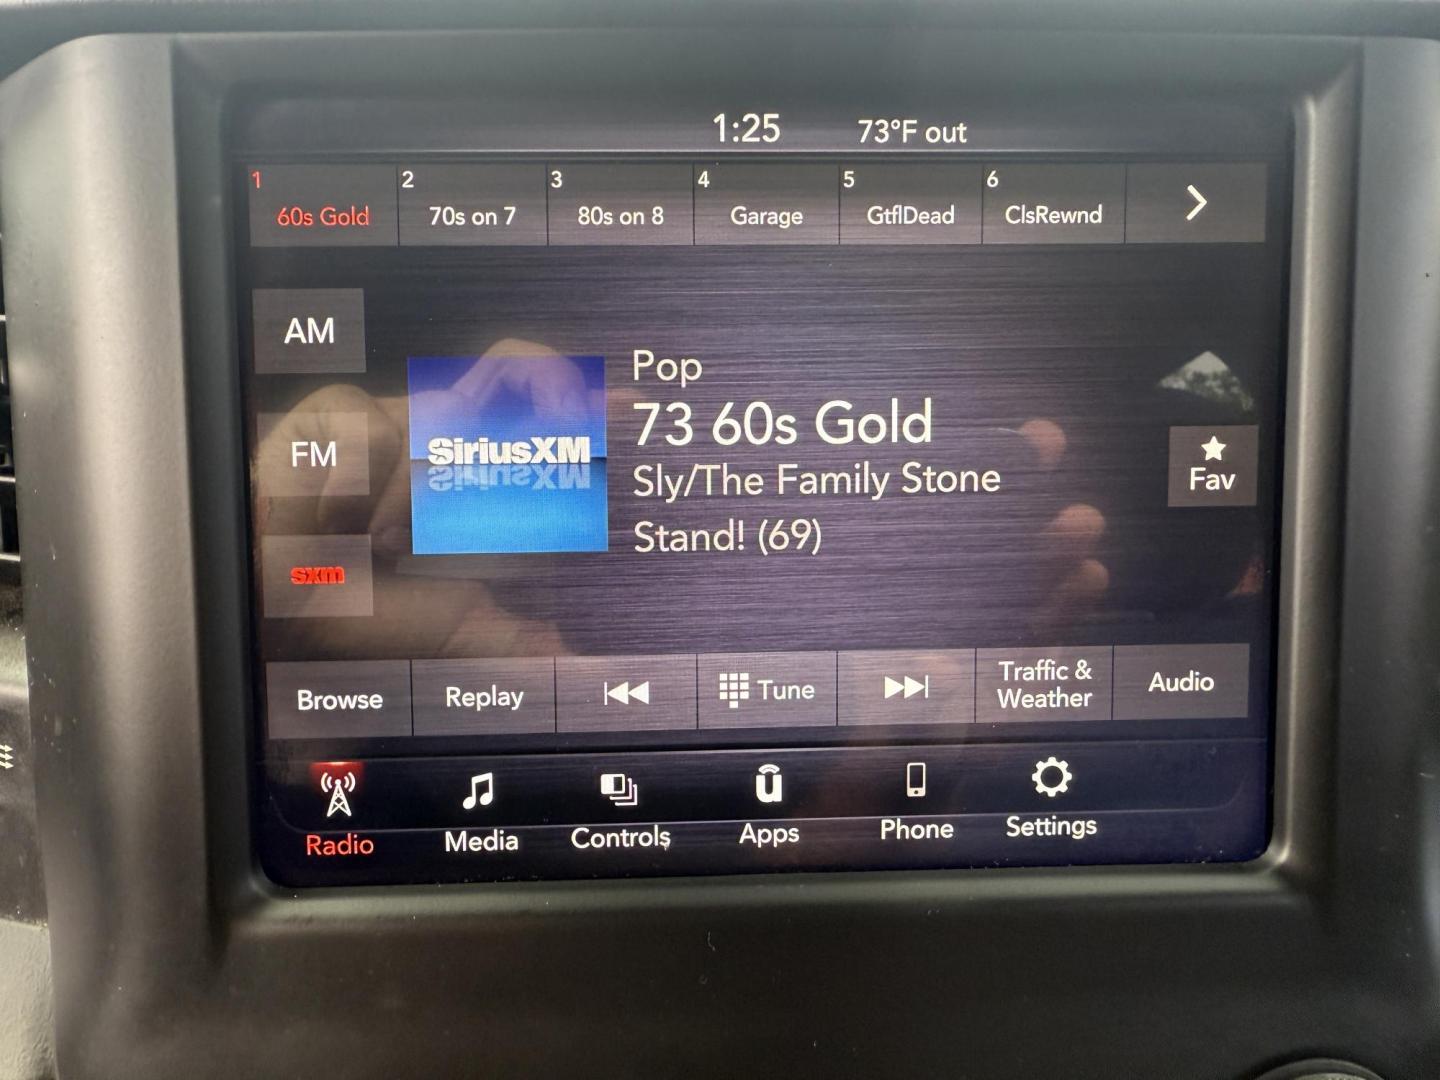 1:25 73°F out
1 2 3 4 5 6
60s Gold 70s on 7 80s on 8 Garage GtflDead ClsRewnd
AM
FM
sxm
SiriusXM
Pop
73 60s Gold
Sly/The Family Stone
Stand! (69)
Fav
Browse Replay Tune Traffic & Weather Audio
Radio Media Controls Apps Phone Settings